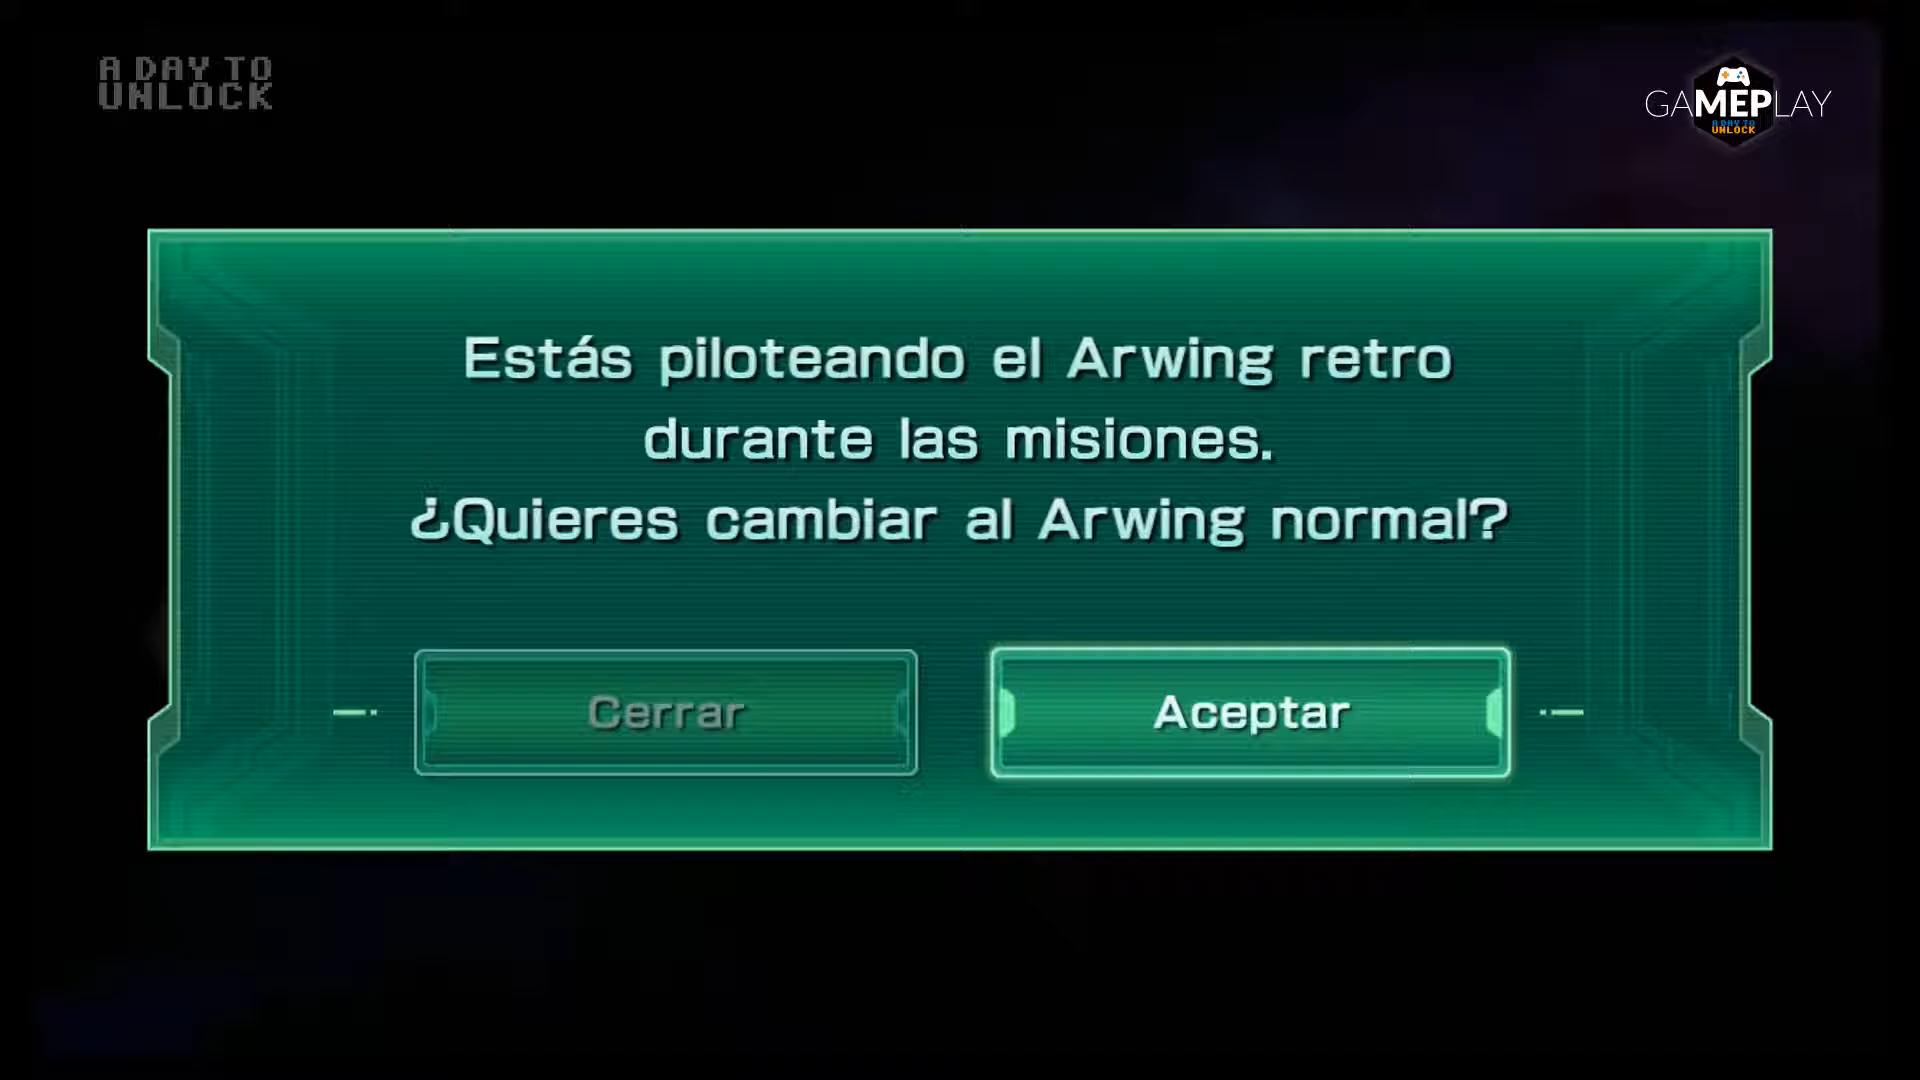 A DAY TO
UNLOCK
GAMEPLAY
A DAY TO
UNLOCK
Estás piloteando el Arwing retro
durante las misiones.
¿Quieres cambiar al Arwing normal?
Cerrar
Aceptar